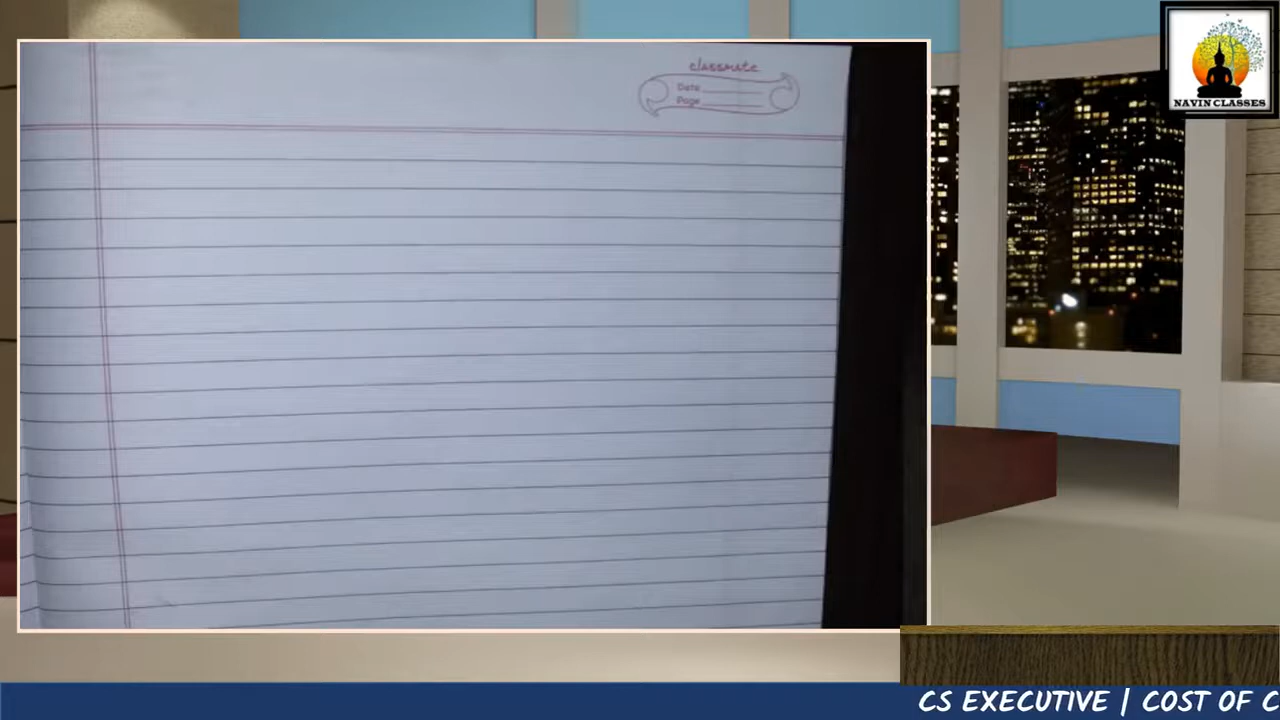 classmate
Date
Page
NAVIN CLASSES
CS EXECUTIVE | COST OF C